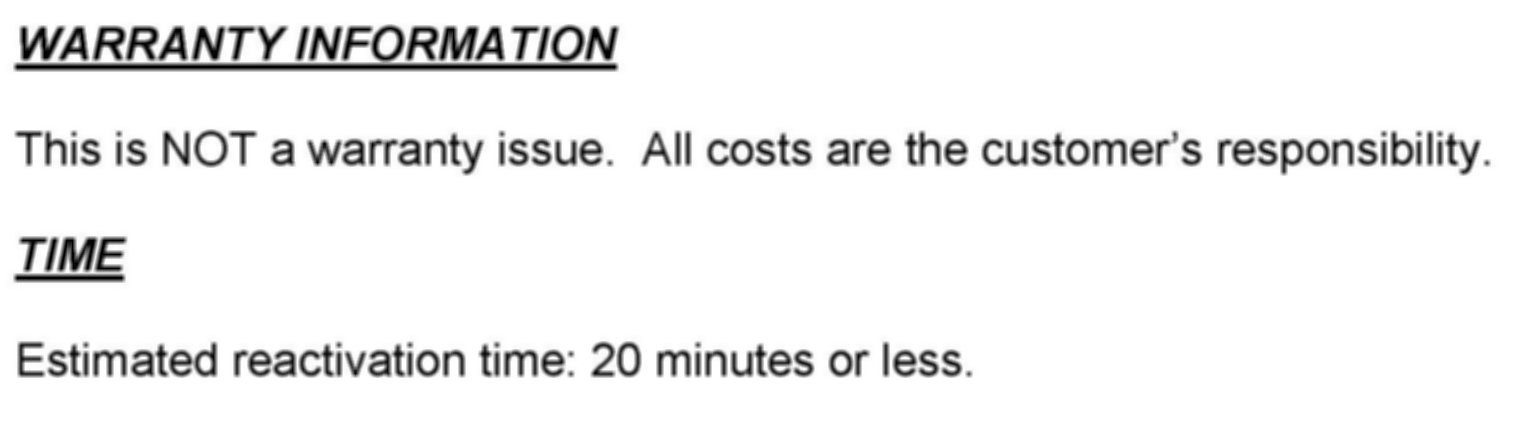 WARRANTY INFORMATION
This is NOT a warranty issue.  All costs are the customer’s responsibility.
TIME
Estimated reactivation time: 20 minutes or less.